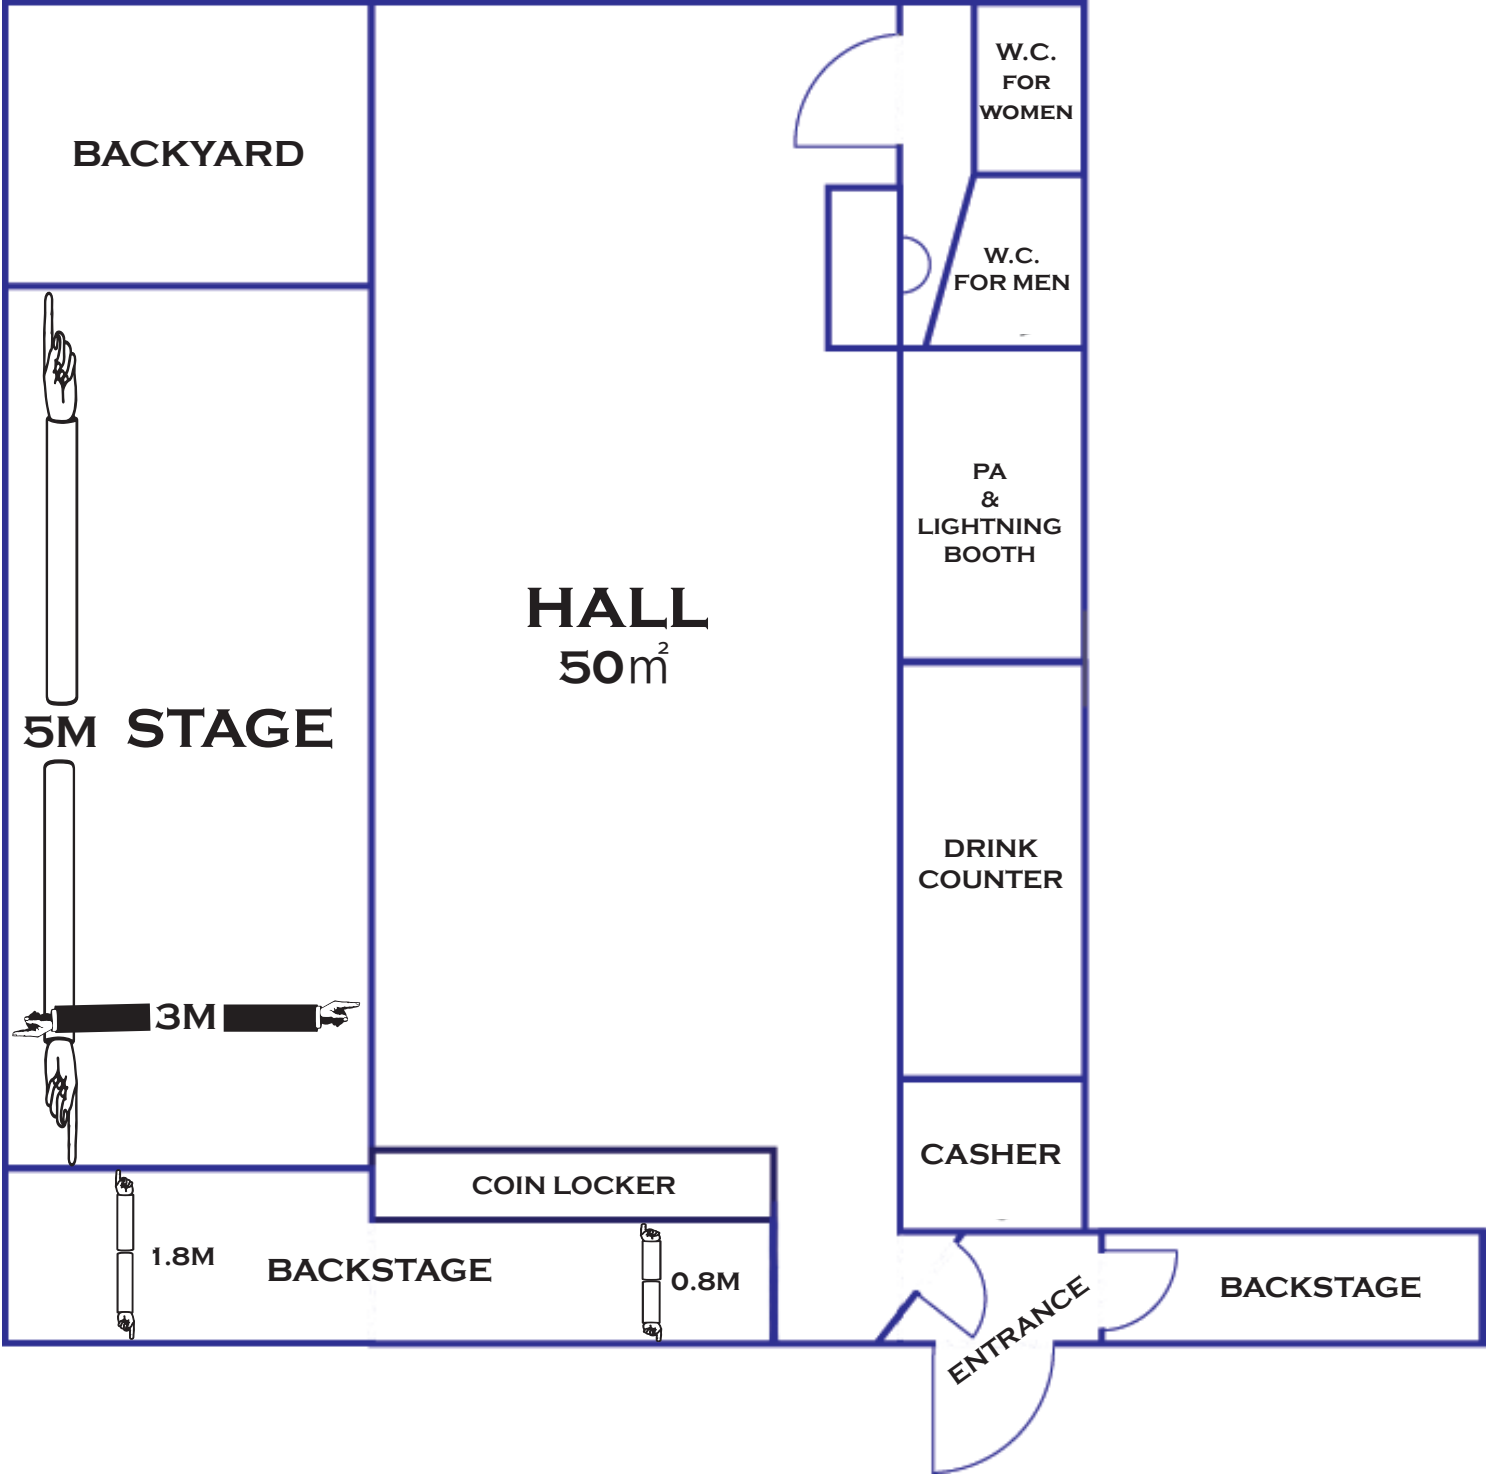 W.C.
FOR
WOMEN
BACKYARD
W.C.
FOR MEN
PA
&
LIGHTNING
BOOTH
HALL
50㎡
5M STAGE
DRINK
COUNTER
3M
CASHER
COIN LOCKER
1.8M
BACKSTAGE
0.8M
ENTRANCE
BACKSTAGE